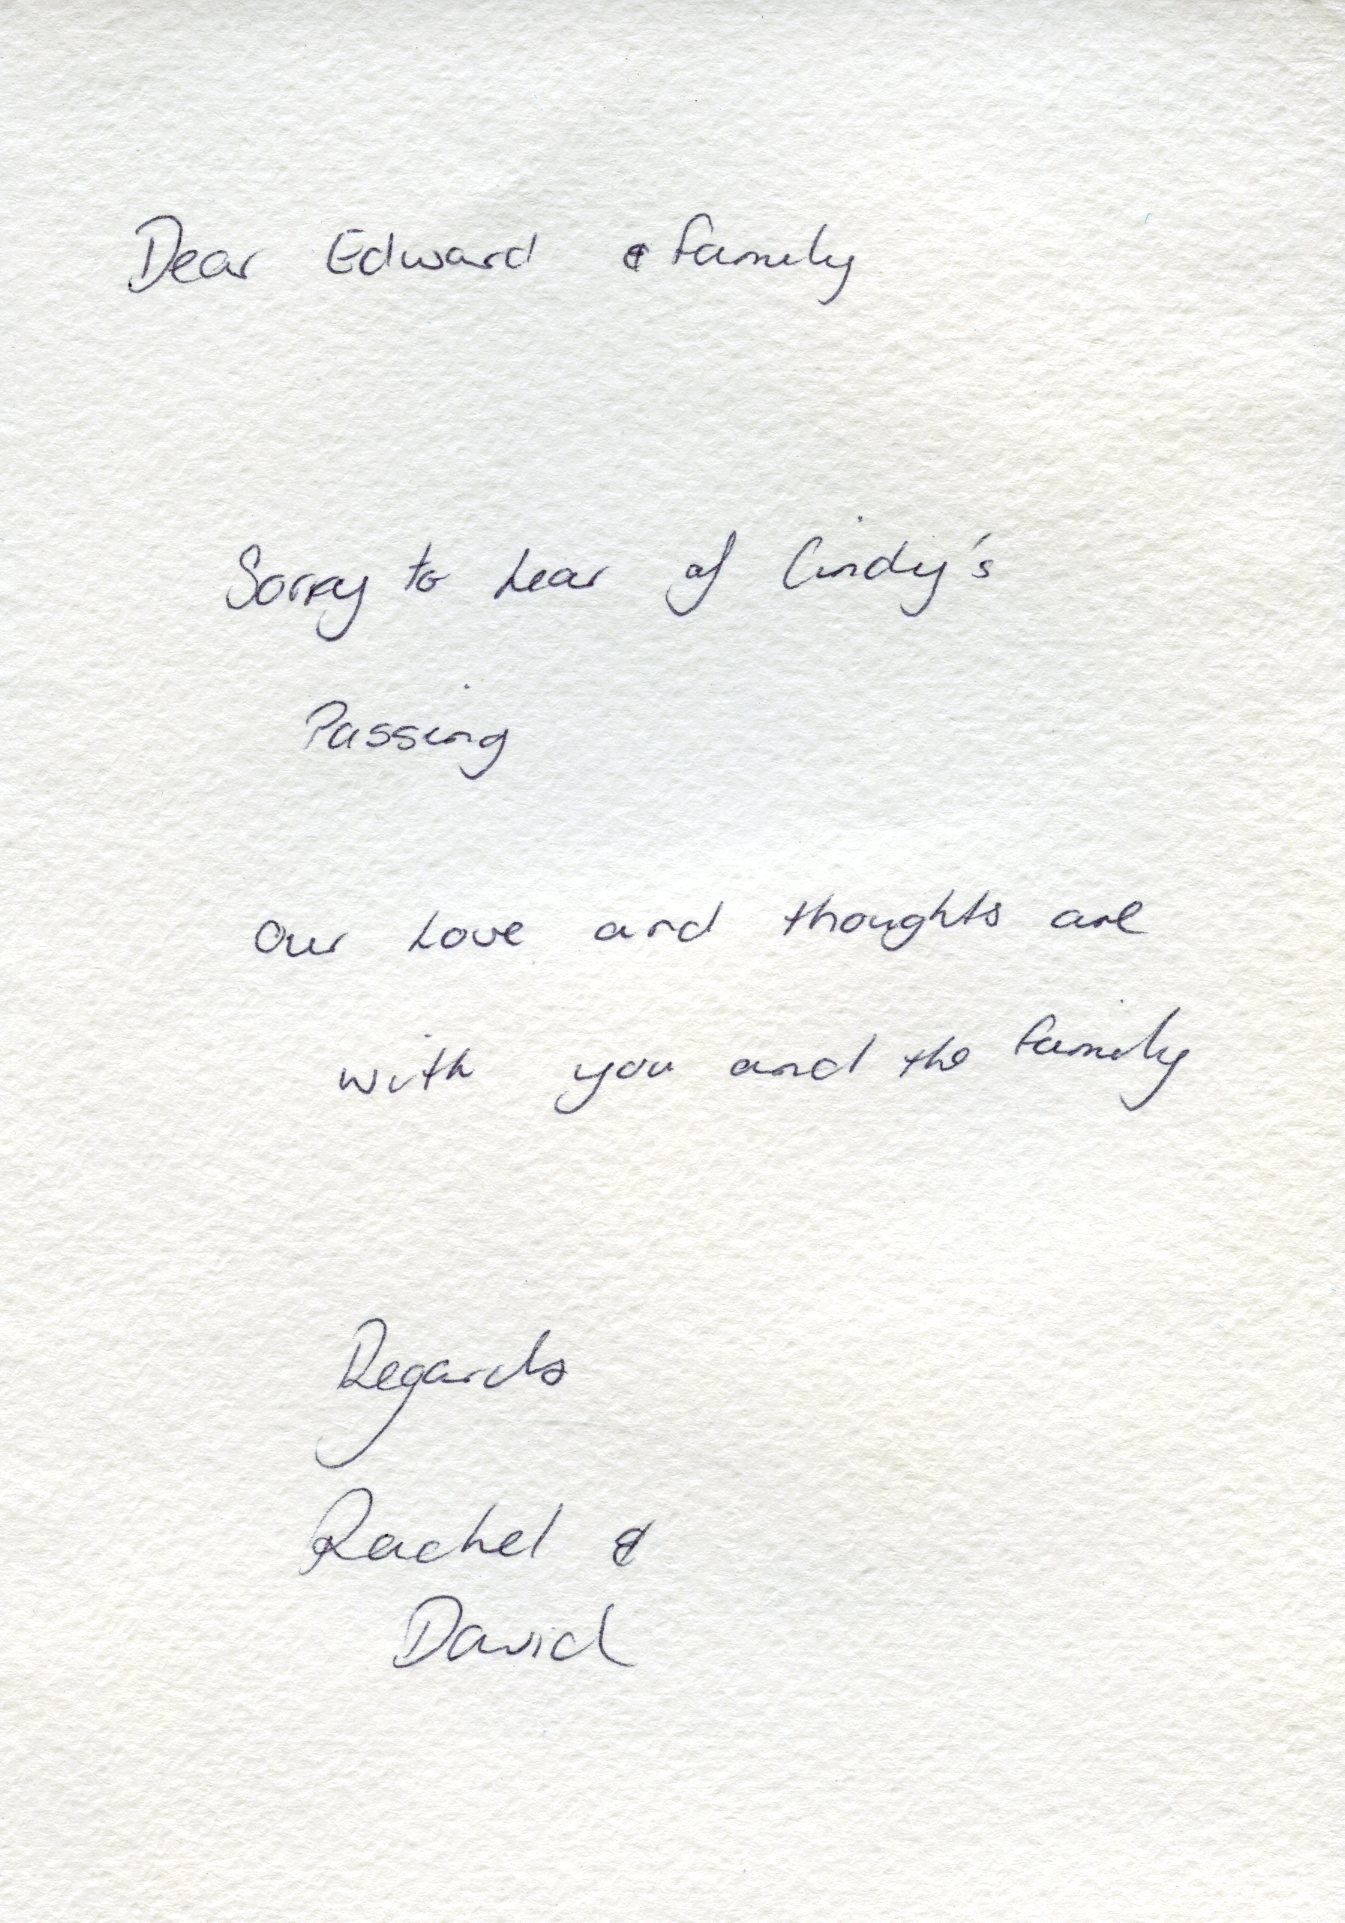 Dear Edward & family
Sorry to hear of Cindy's
Passing
Our Love and thoughts are
with you and the family
Regards
Rachel &
David